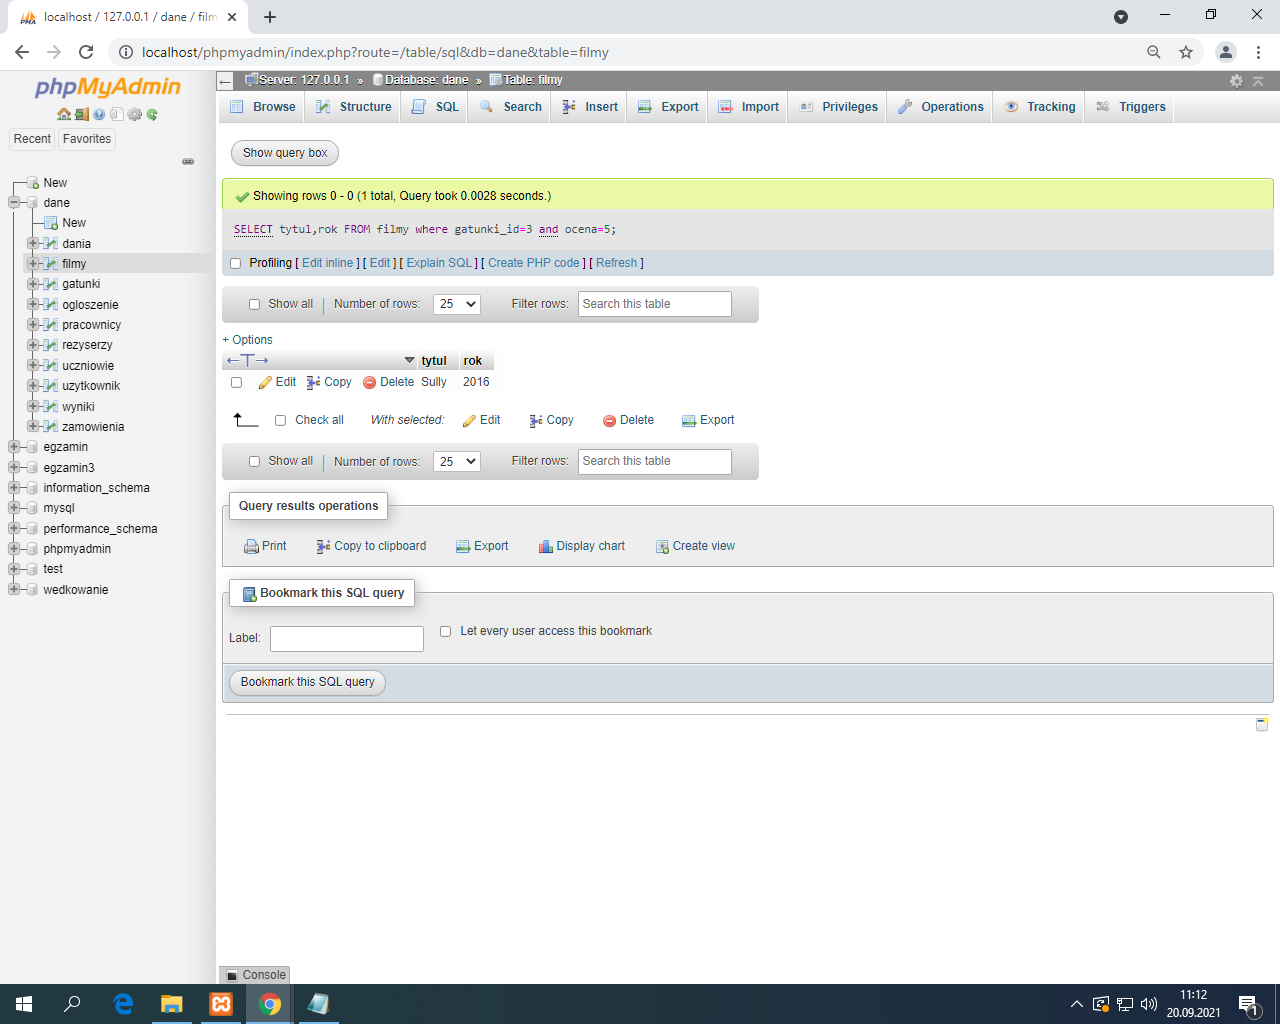 localhost / 127.0.0.1 / dane / film
localhost/phpmyadmin/index.php?route=/table/sql&db=dane&table=filmy
phpMyAdmin
Recent Favorites
New
dane
New
dania
filmy
gatunki
ogloszenie
pracownicy
rezyserzy
uczniowie
uzytkownik
wyniki
zamowienia
egzamin
egzamin3
information_schema
mysql
performance_schema
phpmyadmin
test
wedkowanie
Server: 127.0.0.1 » Database: dane » Table: filmy
Browse Structure SQL Search Insert Export Import Privileges Operations Tracking Triggers
Show query box
Showing rows 0 - 0 (1 total, Query took 0.0028 seconds.)
SELECT tytul,rok FROM filmy where gatunki_id=3 and ocena=5;
Profiling [ Edit inline ] [ Edit ] [ Explain SQL ] [ Create PHP code ] [ Refresh ]
Show all Number of rows: 25 Filter rows: Search this table
+ Options
←T→ tytul rok
Edit Copy Delete Sully 2016
Check all With selected: Edit Copy Delete Export
Show all Number of rows: 25 Filter rows: Search this table
Query results operations
Print Copy to clipboard Export Display chart Create view
Bookmark this SQL query
Label: Let every user access this bookmark
Bookmark this SQL query
Console
11:12
20.09.2021
1